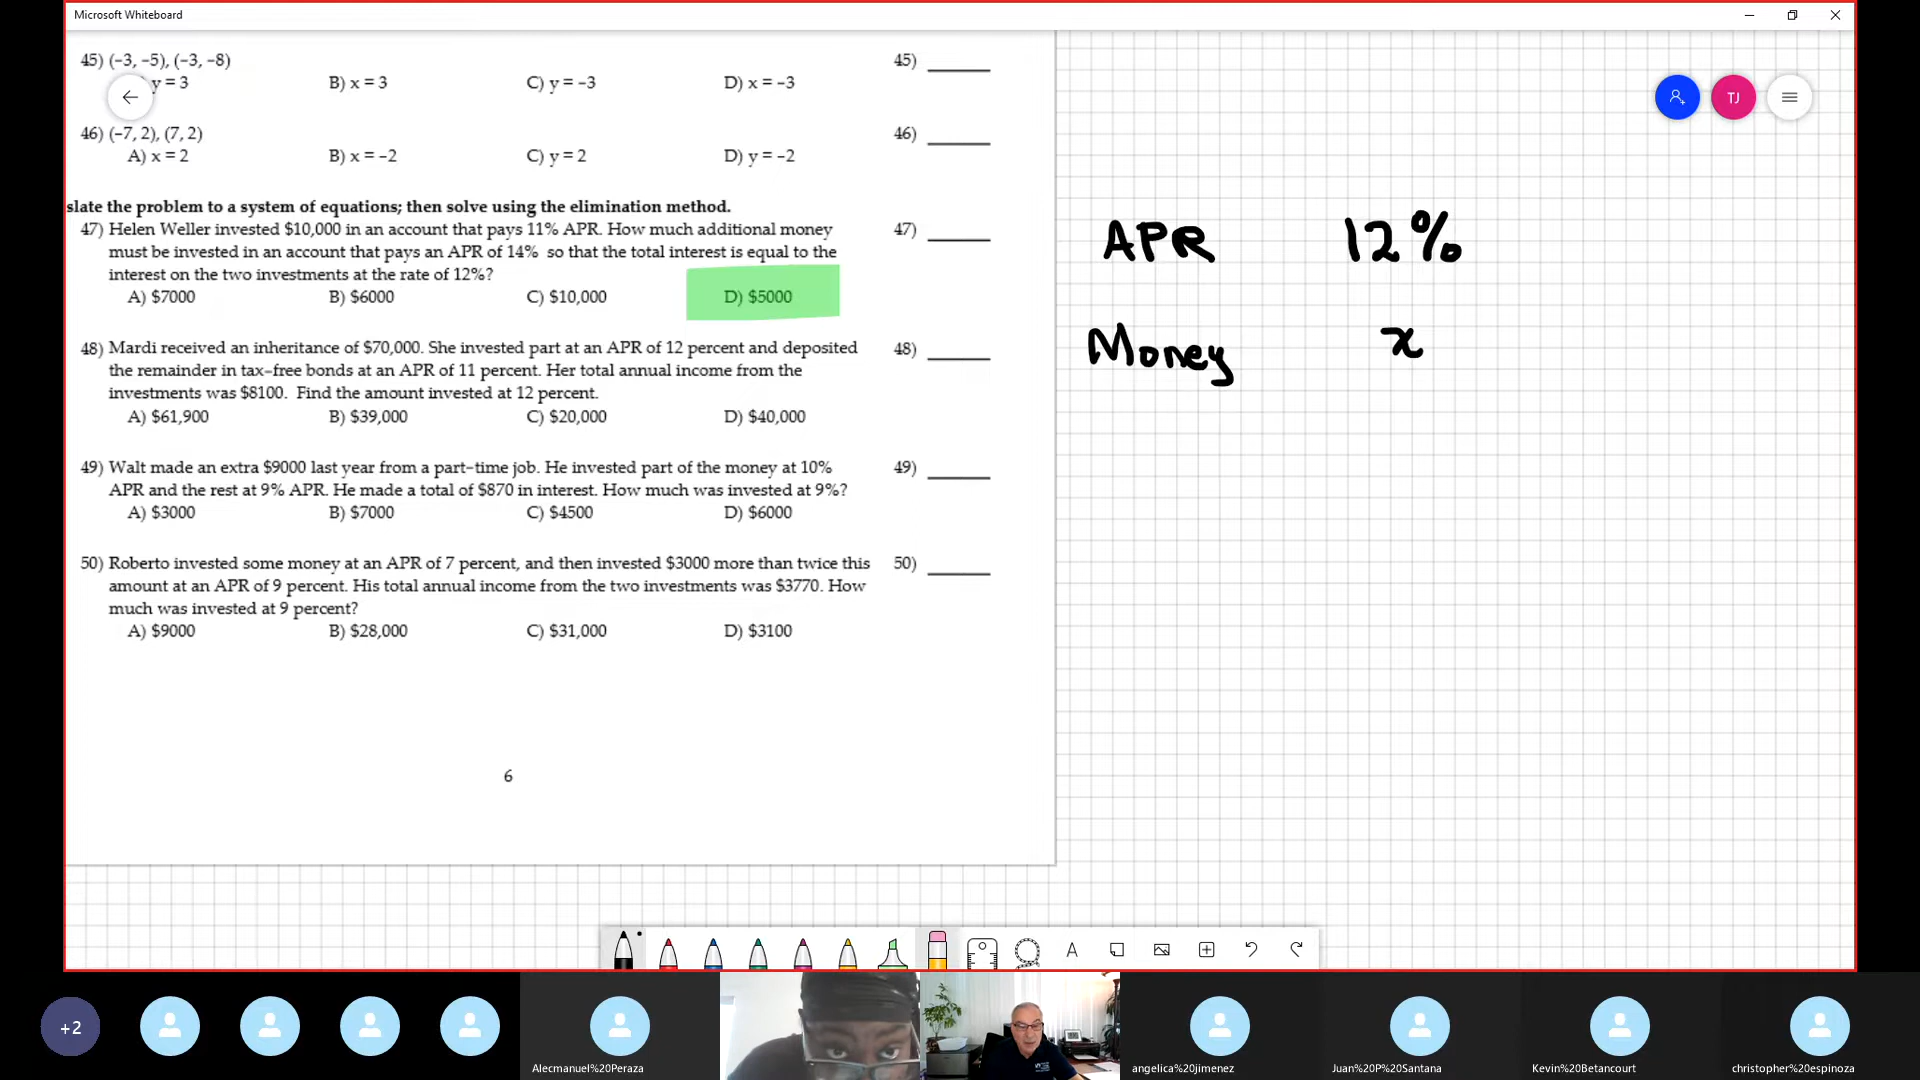 Microsoft Whiteboard
45) (−3, −5), (−3, −8)
y = 3 B) x = 3 C) y = −3 D) x = −3
45) ______
46) (−7, 2), (7, 2)
A) x = 2 B) x = −2 C) y = 2 D) y = −2
46) ______
slate the problem to a system of equations; then solve using the elimination method.
47) Helen Weller invested $10,000 in an account that pays 11% APR. How much additional money
must be invested in an account that pays an APR of 14% so that the total interest is equal to the
interest on the two investments at the rate of 12%?
A) $7000 B) $6000 C) $10,000 D) $5000
47) ______
48) Mardi received an inheritance of $70,000. She invested part at an APR of 12 percent and deposited
the remainder in tax-free bonds at an APR of 11 percent. Her total annual income from the
investments was $8100. Find the amount invested at 12 percent.
A) $61,900 B) $39,000 C) $20,000 D) $40,000
48) ______
49) Walt made an extra $9000 last year from a part-time job. He invested part of the money at 10%
APR and the rest at 9% APR. He made a total of $870 in interest. How much was invested at 9%?
A) $3000 B) $7000 C) $4500 D) $6000
49) ______
50) Roberto invested some money at an APR of 7 percent, and then invested $3000 more than twice this
amount at an APR of 9 percent. His total annual income from the two investments was $3770. How
much was invested at 9 percent?
A) $9000 B) $28,000 C) $31,000 D) $3100
50) ______
6
TJ
APR 12%
Money x
A
+2
Alecmanuel%20Peraza
angelica%20jimenez
Juan%20P%20Santana
Kevin%20Betancourt
christopher%20espinoza